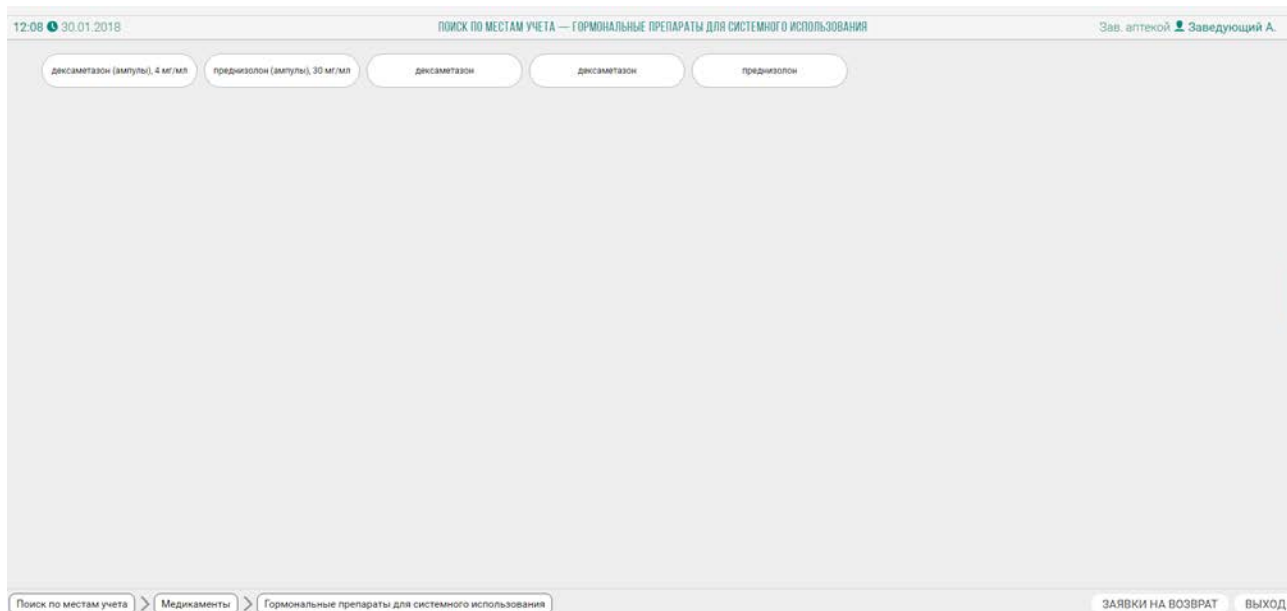 12:08 30.01.2018 ПОИСК ПО МЕСТАМ УЧЕТА — ГОРМОНАЛЬНЫЕ ПРЕПАРАТЫ ДЛЯ СИСТЕМНОГО ИСПОЛЬЗОВАНИЯ Зав. аптекой Заведующий А.
дексаметазон (ампулы), 4 мг/мл преднизолон (ампулы), 30 мг/мл дексаметазон дексаметазон преднизолон
Поиск по местам учета Медикаменты Гормональные препараты для системного использования ЗАЯВКИ НА ВОЗВРАТ ВЫХОД